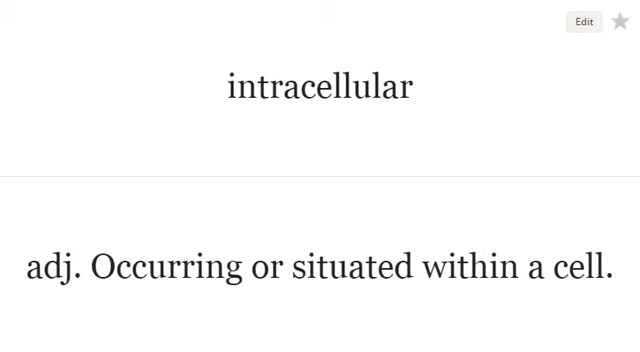 Edit
intracellular
adj. Occurring or situated within a cell.